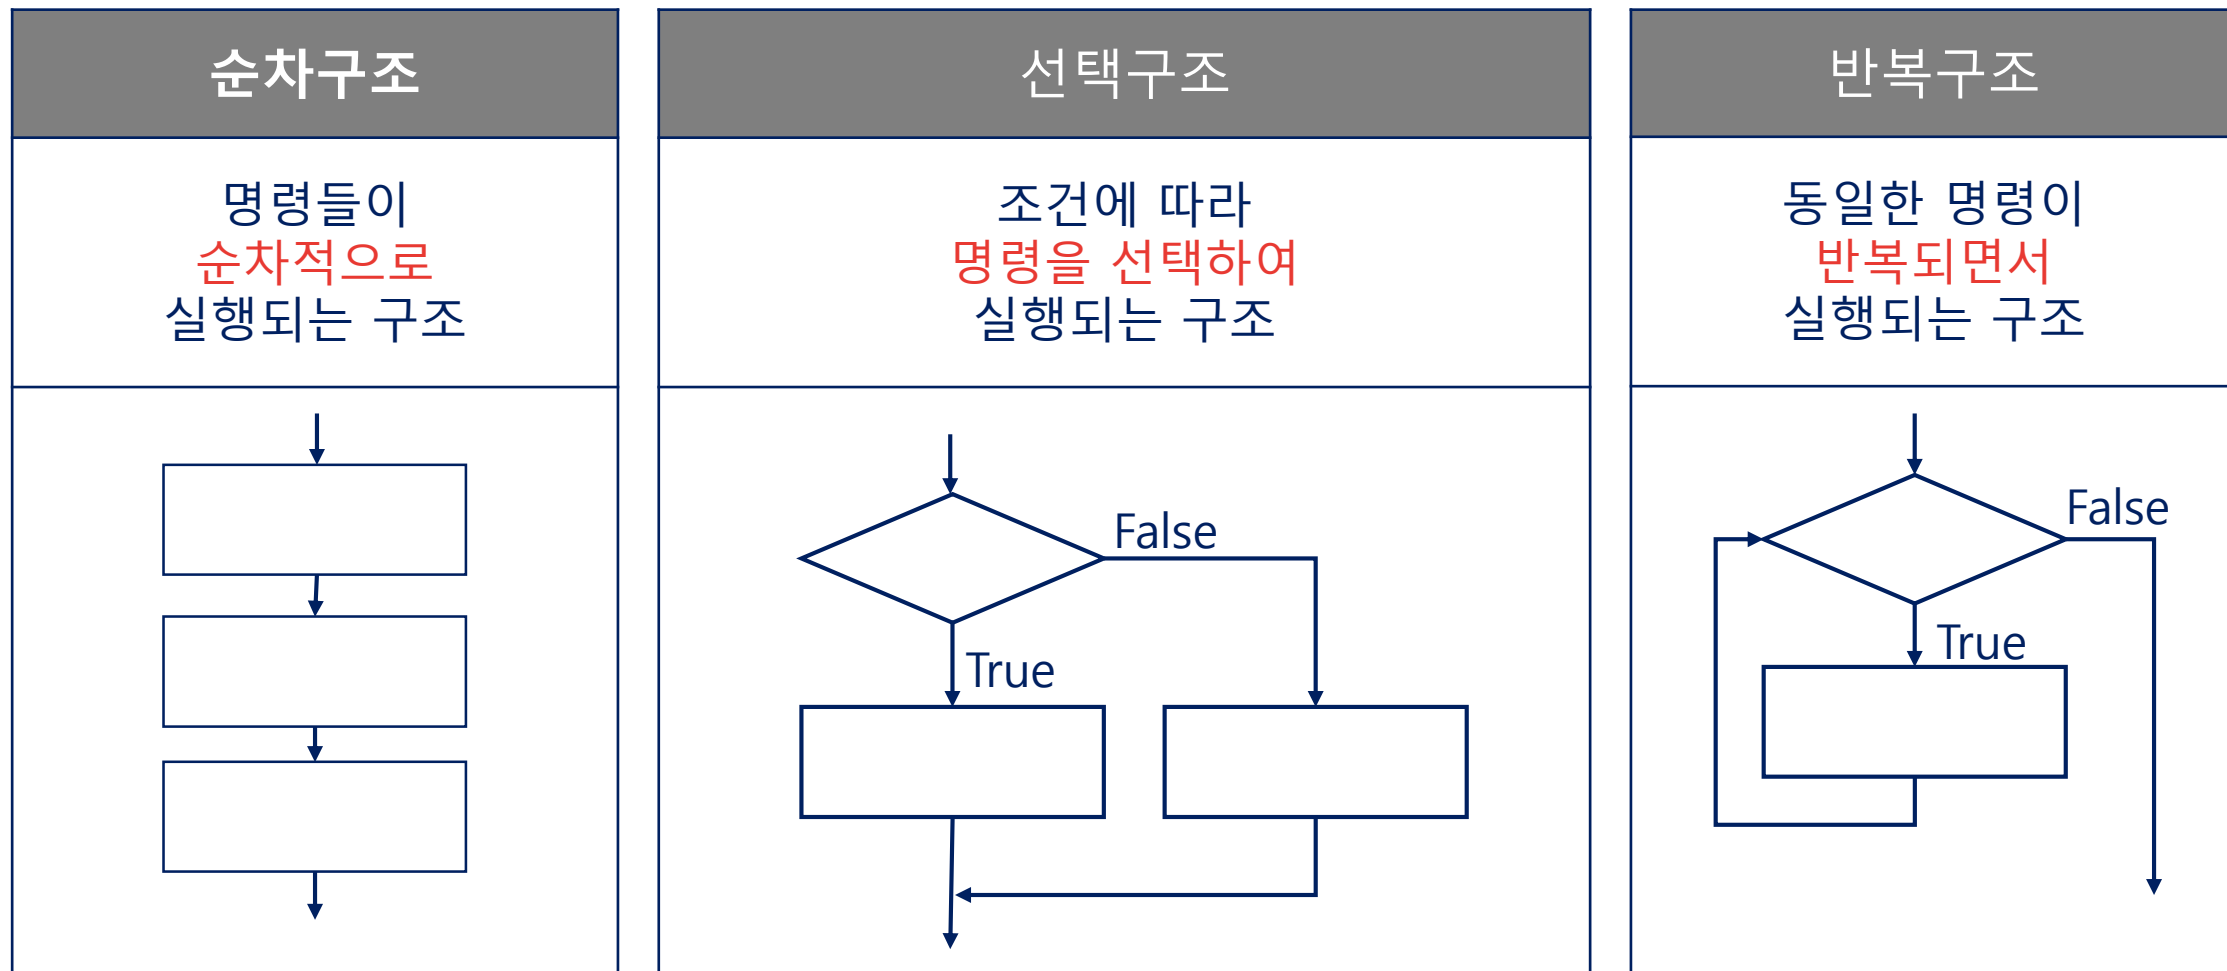 순차구조
명령들이
순차적으로
실행되는 구조
선택구조
조건에 따라
명령을 선택하여
실행되는 구조
False
True
반복구조
동일한 명령이
반복되면서
실행되는 구조
False
True